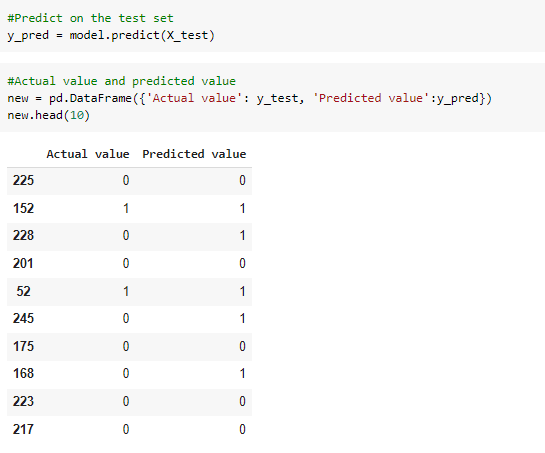 #Predict on the test set
y_pred = model.predict(X_test)
#Actual value and predicted value
new = pd.DataFrame({'Actual value': y_test, 'Predicted value':y_pred})
new.head(10)
Actual value Predicted value
225 0 0
152 1 1
228 0 1
201 0 0
52 1 1
245 0 1
175 0 0
168 0 1
223 0 0
217 0 0